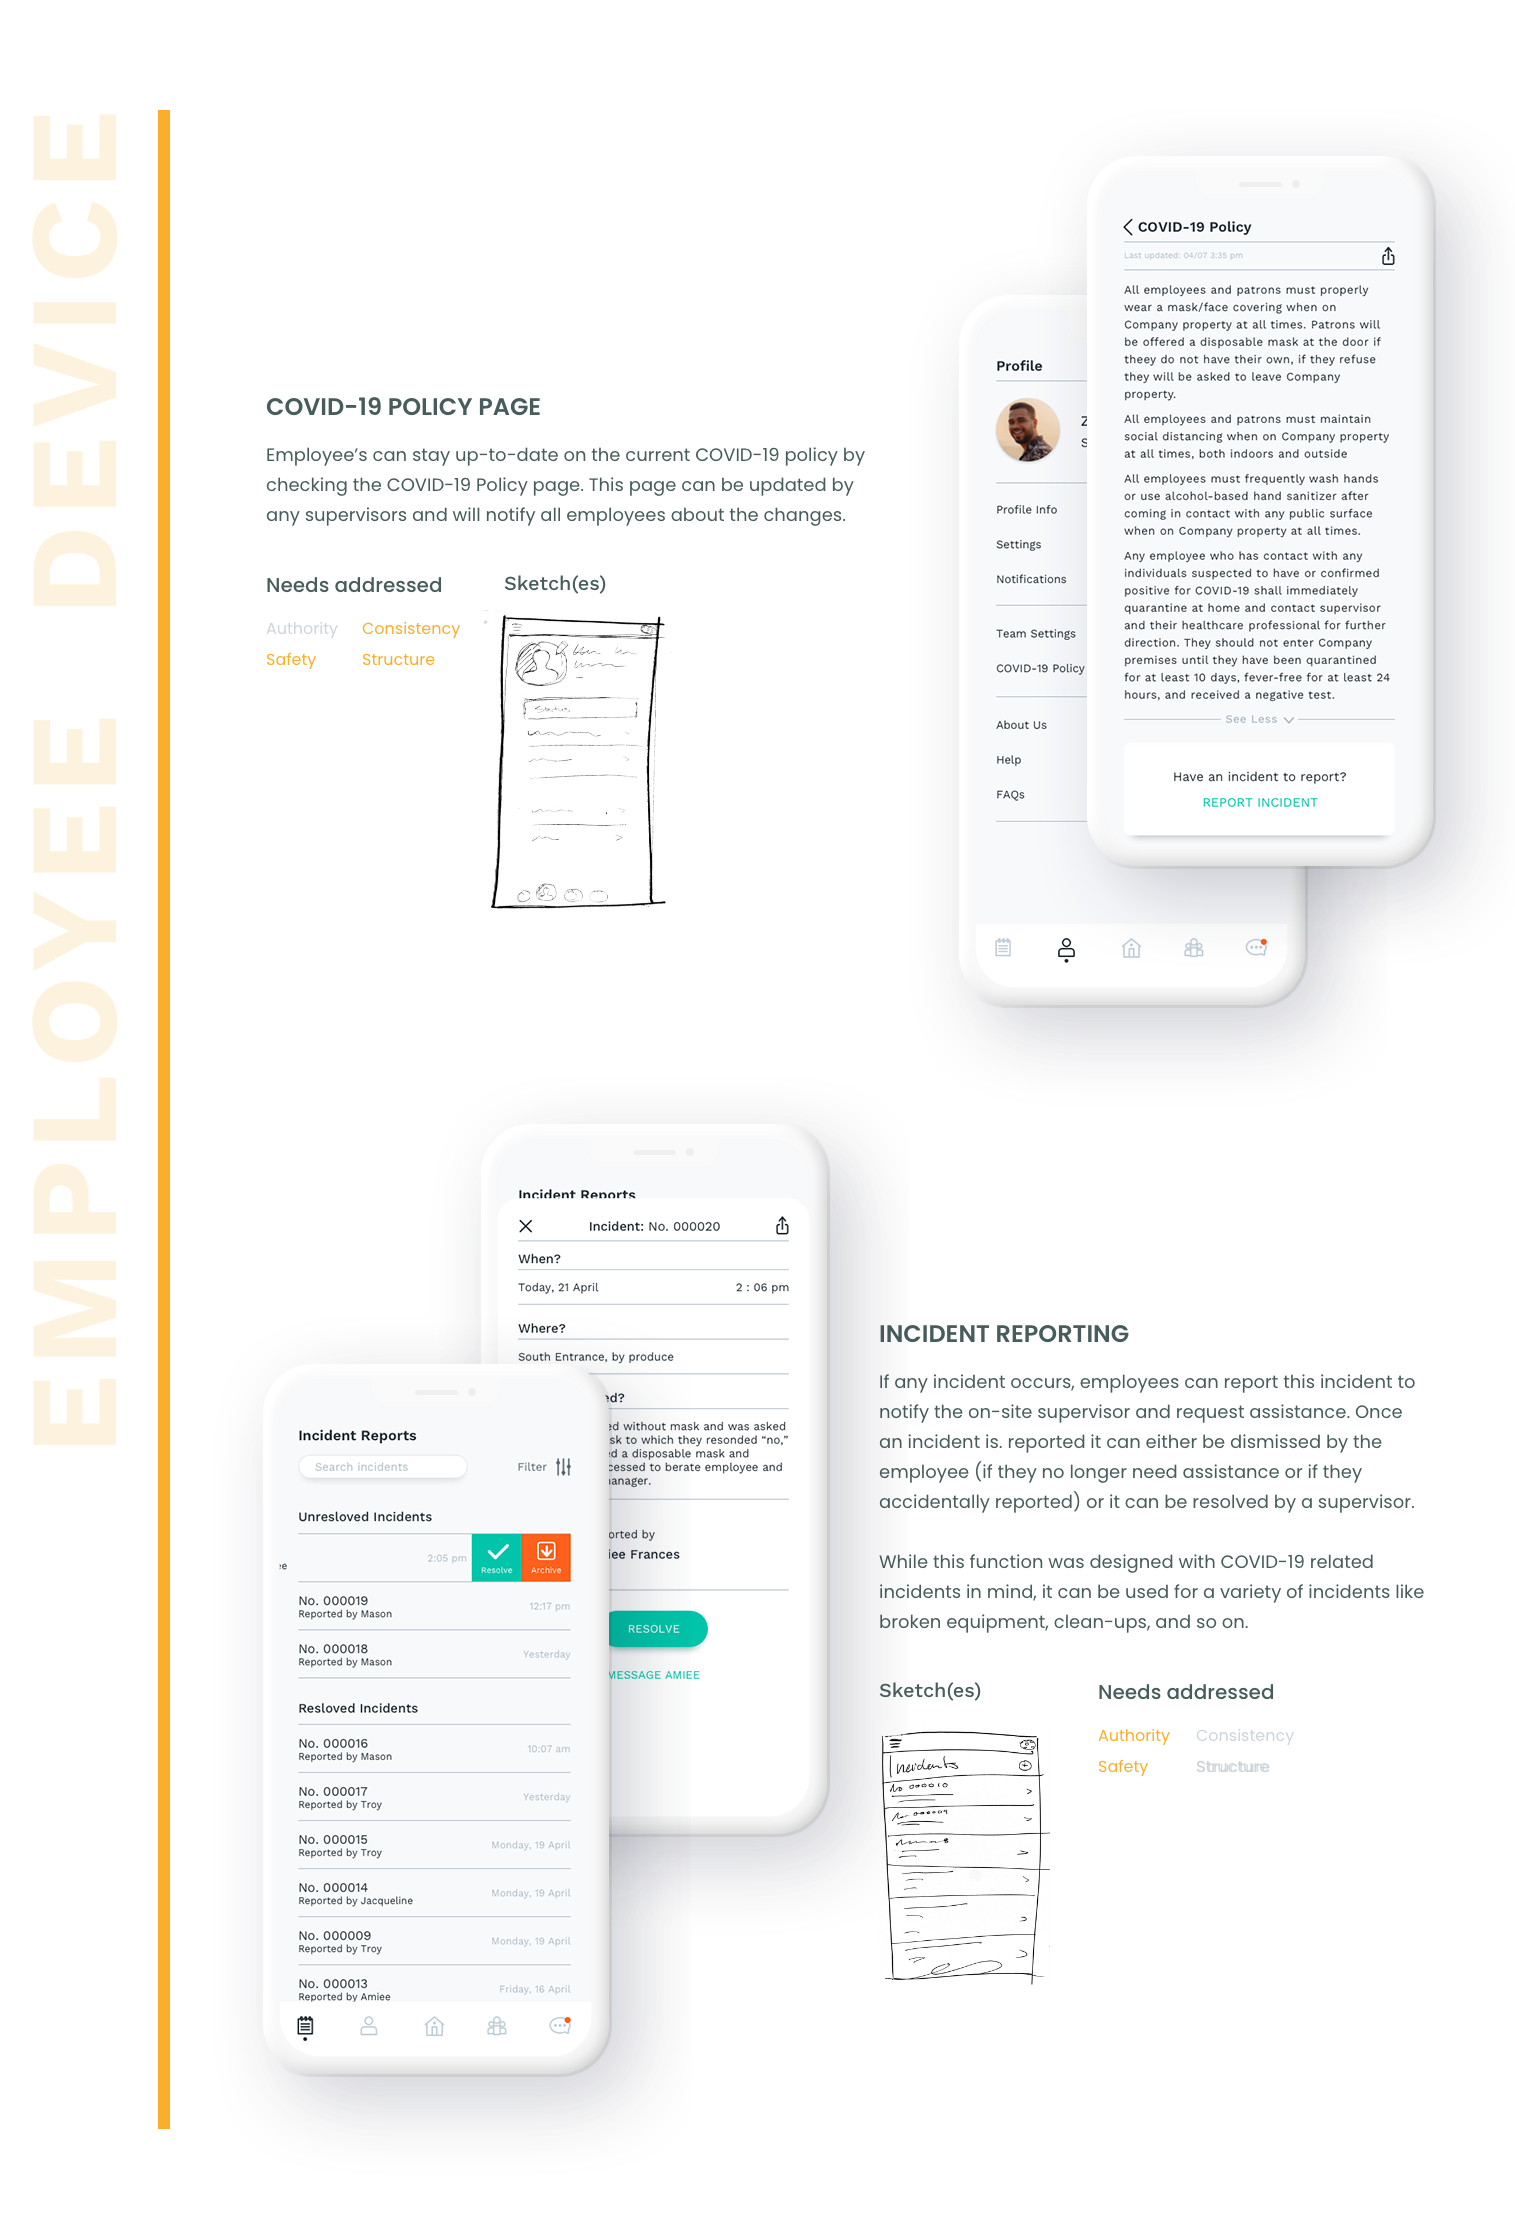 EMPLOYEE DEVICE
COVID-19 POLICY PAGE
Employee’s can stay up-to-date on the current COVID-19 policy by
checking the COVID-19 Policy page. This page can be updated by
any supervisors and will notify all employees about the changes.
Needs addressed
Authority Consistency
Safety Structure
Sketch(es)
Status
Profile
Z
S
Profile Info
Settings
Notifications
Team Settings
COVID-19 Policy
About Us
Help
FAQs
COVID-19 Policy
Last updated: 04/07 3:35 pm
All employees and patrons must properly
wear a mask/face covering when on
Company property at all times. Patrons will
be offered a disposable mask at the door if
theey do not have their own, if they refuse
they will be asked to leave Company
property.
All employees and patrons must maintain
social distancing when on Company property
at all times, both indoors and outside
All employees must frequently wash hands
or use alcohol-based hand sanitizer after
coming in contact with any public surface
when on Company property at all times.
Any employee who has contact with any
individuals suspected to have or confirmed
positive for COVID-19 shall immediately
quarantine at home and contact supervisor
and their healthcare professional for further
direction. They should not enter Company
premises until they have been quarantined
for at least 10 days, fever-free for at least 24
hours, and received a negative test.
See Less
Have an incident to report?
REPORT INCIDENT
Incident Reports
Incident: No. 000020
When?
Today, 21 April 2 : 06 pm
Where?
South Entrance, by produce
ed?
ed without mask and was asked
sk to which they resonded “no,”
ed a disposable mask and
cessed to berate employee and
anager.
orted by
iee Frances
RESOLVE
MESSAGE AMIEE
Incident Reports
Search incidents Filter
Unresloved Incidents
ee 2:05 pm Resolve Archive
No. 000019
Reported by Mason 12:17 pm
No. 000018
Reported by Mason Yesterday
Resloved Incidents
No. 000016
Reported by Mason 10:07 am
No. 000017
Reported by Troy Yesterday
No. 000015
Reported by Troy Monday, 19 April
No. 000014
Reported by Jacqueline Monday, 19 April
No. 000009
Reported by Troy Monday, 19 April
No. 000013
Reported by Amiee Friday, 16 April
INCIDENT REPORTING
If any incident occurs, employees can report this incident to
notify the on-site supervisor and request assistance. Once
an incident is. reported it can either be dismissed by the
employee (if they no longer need assistance or if they
accidentally reported) or it can be resolved by a supervisor.
While this function was designed with COVID-19 related
incidents in mind, it can be used for a variety of incidents like
broken equipment, clean-ups, and so on.
Sketch(es)
Incidents
No 000010
No 000009
Needs addressed
Authority Consistency
Safety Structure